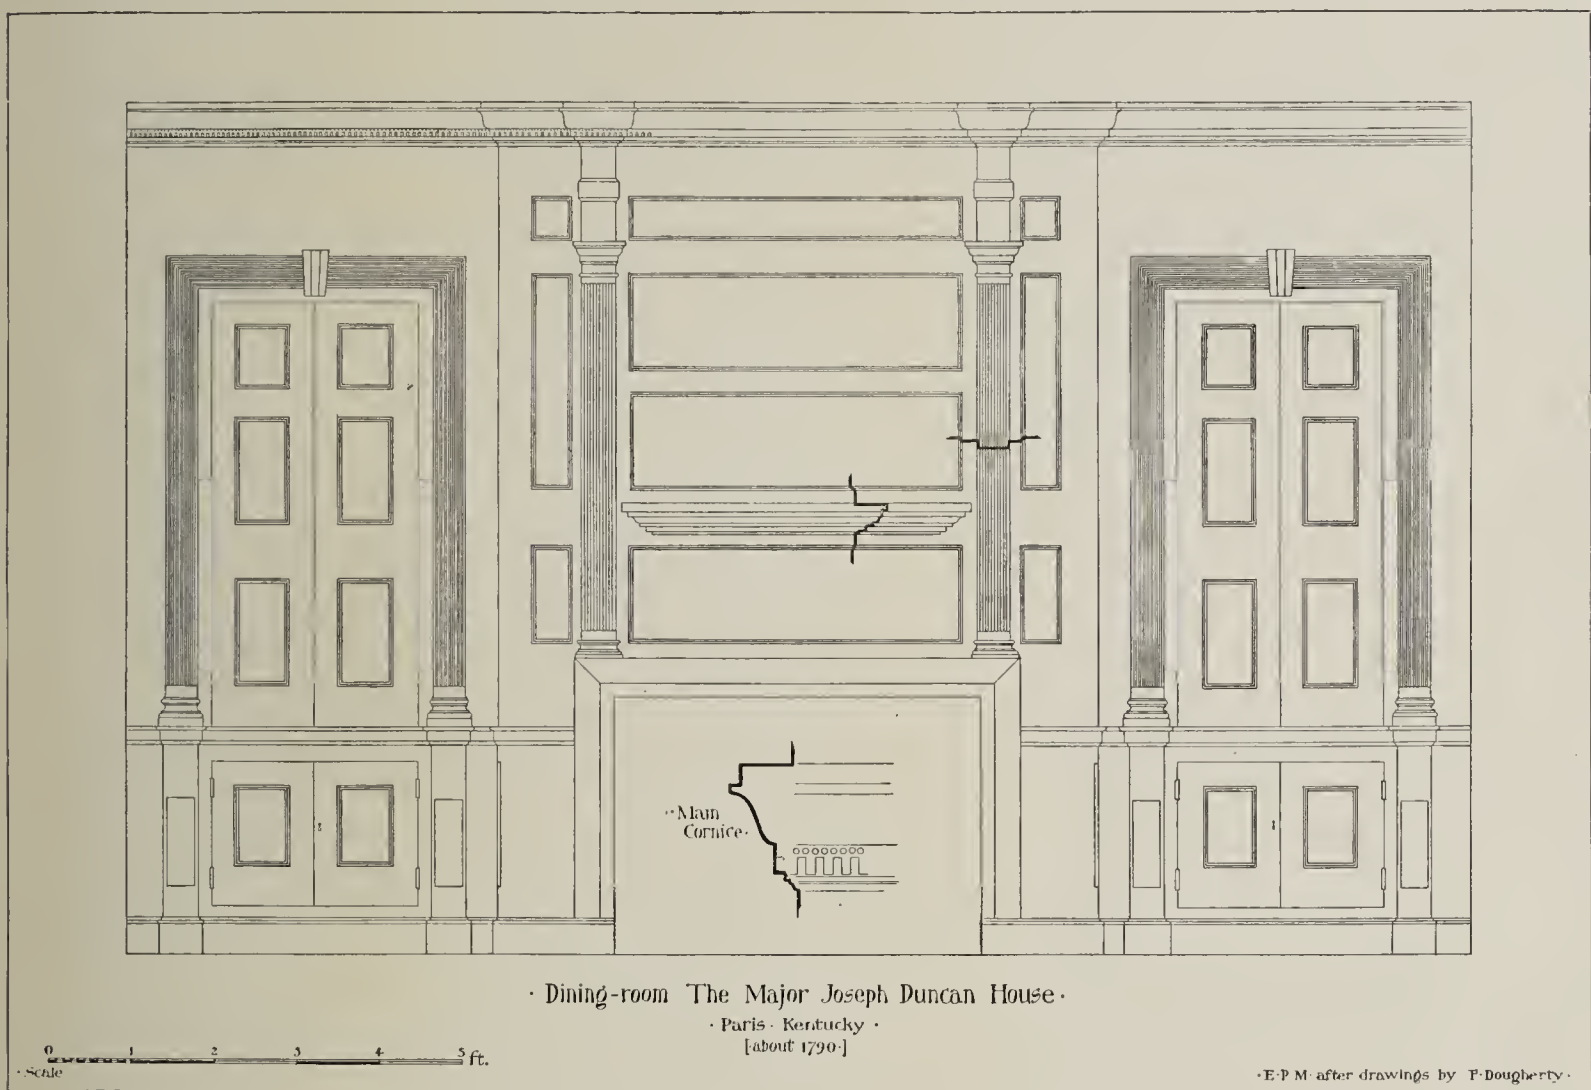 · Main
Cornice ·
· Dining-room The Major Joseph Duncan House ·
· Paris · Kentucky ·
[·about 1790·]
0 1 2 3 4 5 ft.
· Scale
· E·P M· after drawings by P·Dougherty ·